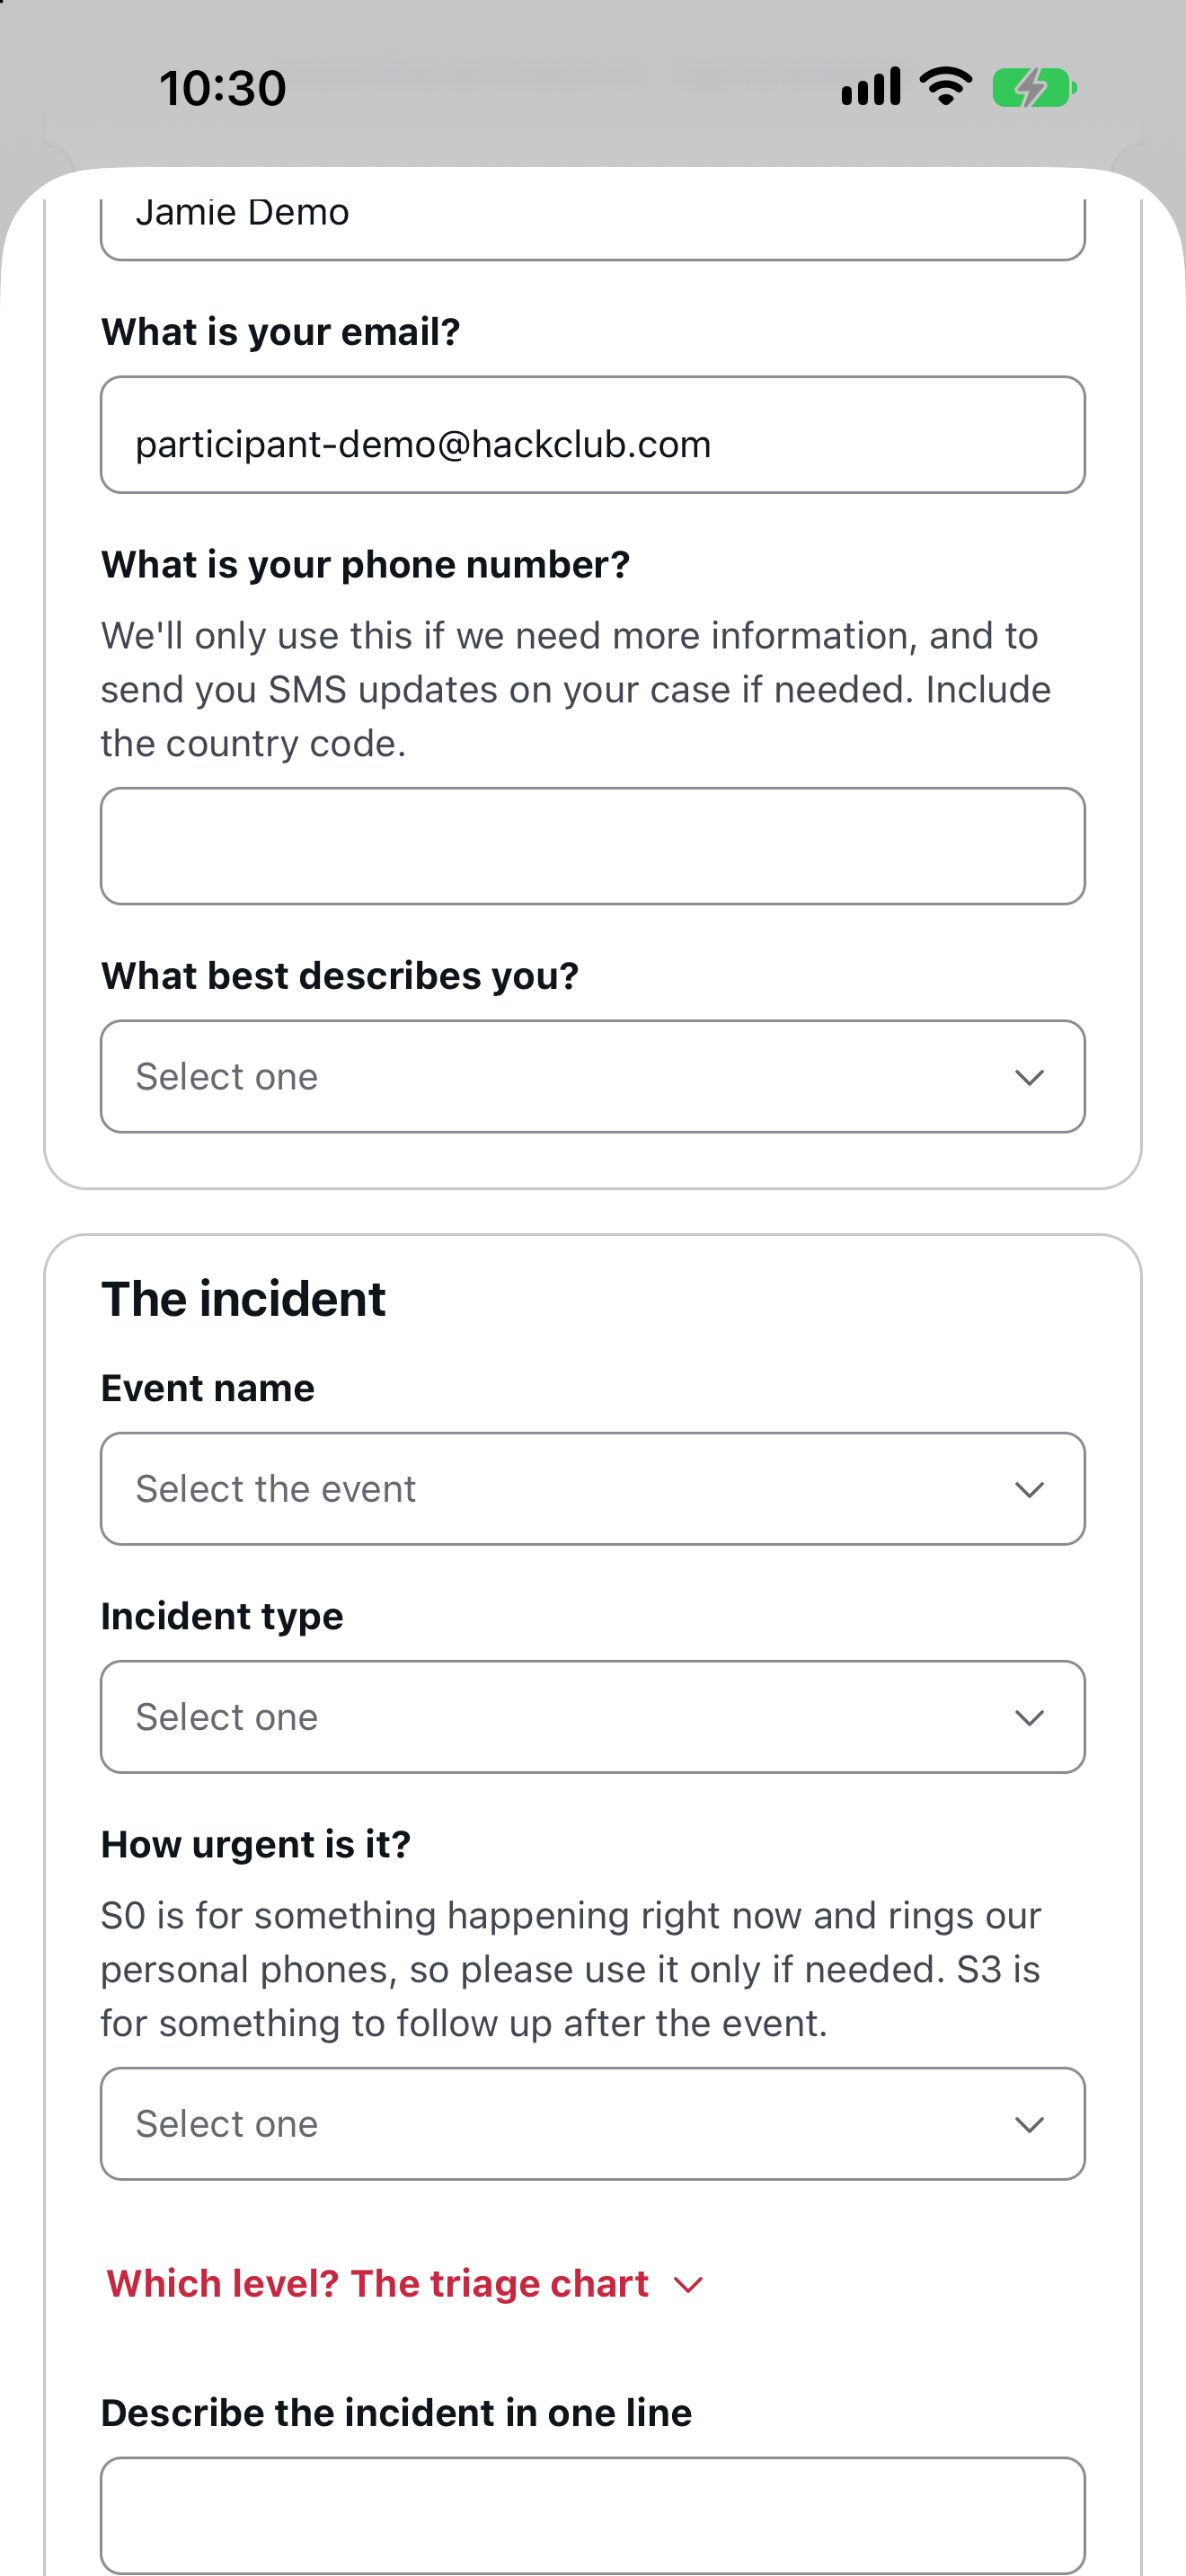 10:30
Jamie Demo
What is your email?
participant-demo@hackclub.com
What is your phone number?
We'll only use this if we need more information, and to
send you SMS updates on your case if needed. Include
the country code.
What best describes you?
Select one
The incident
Event name
Select the event
Incident type
Select one
How urgent is it?
S0 is for something happening right now and rings our
personal phones, so please use it only if needed. S3 is
for something to follow up after the event.
Select one
Which level? The triage chart
Describe the incident in one line